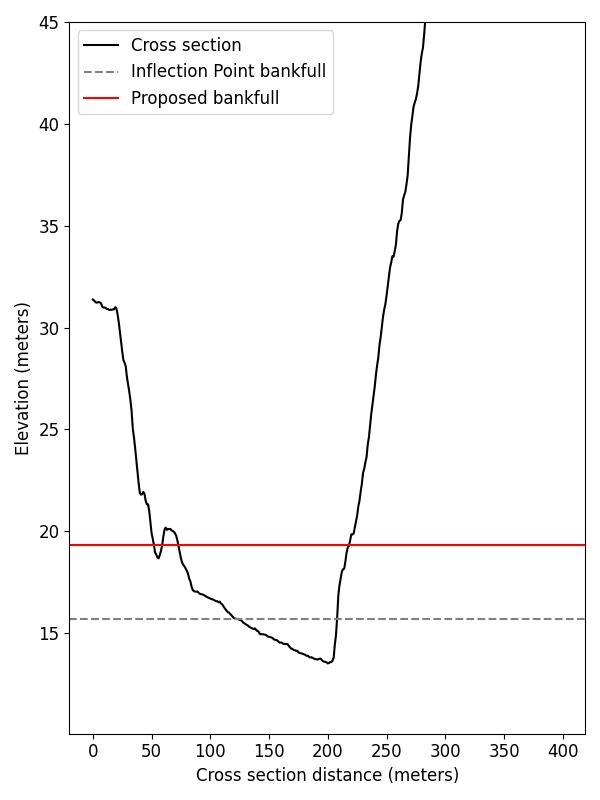 Cross section
Inflection Point bankfull
Proposed bankfull
45
40
35
30
25
20
15
Elevation (meters)
0 50 100 150 200 250 300 350 400
Cross section distance (meters)